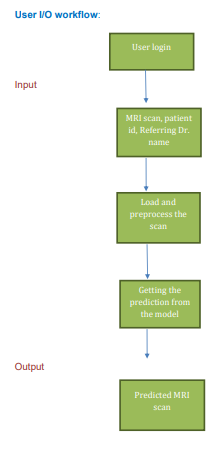 User I/O workflow:
User login
Input
MRI scan, patient
id, Referring Dr.
name
Load and
preprocess the
scan
Getting the
prediction from
the model
Output
Predicted MRI
scan